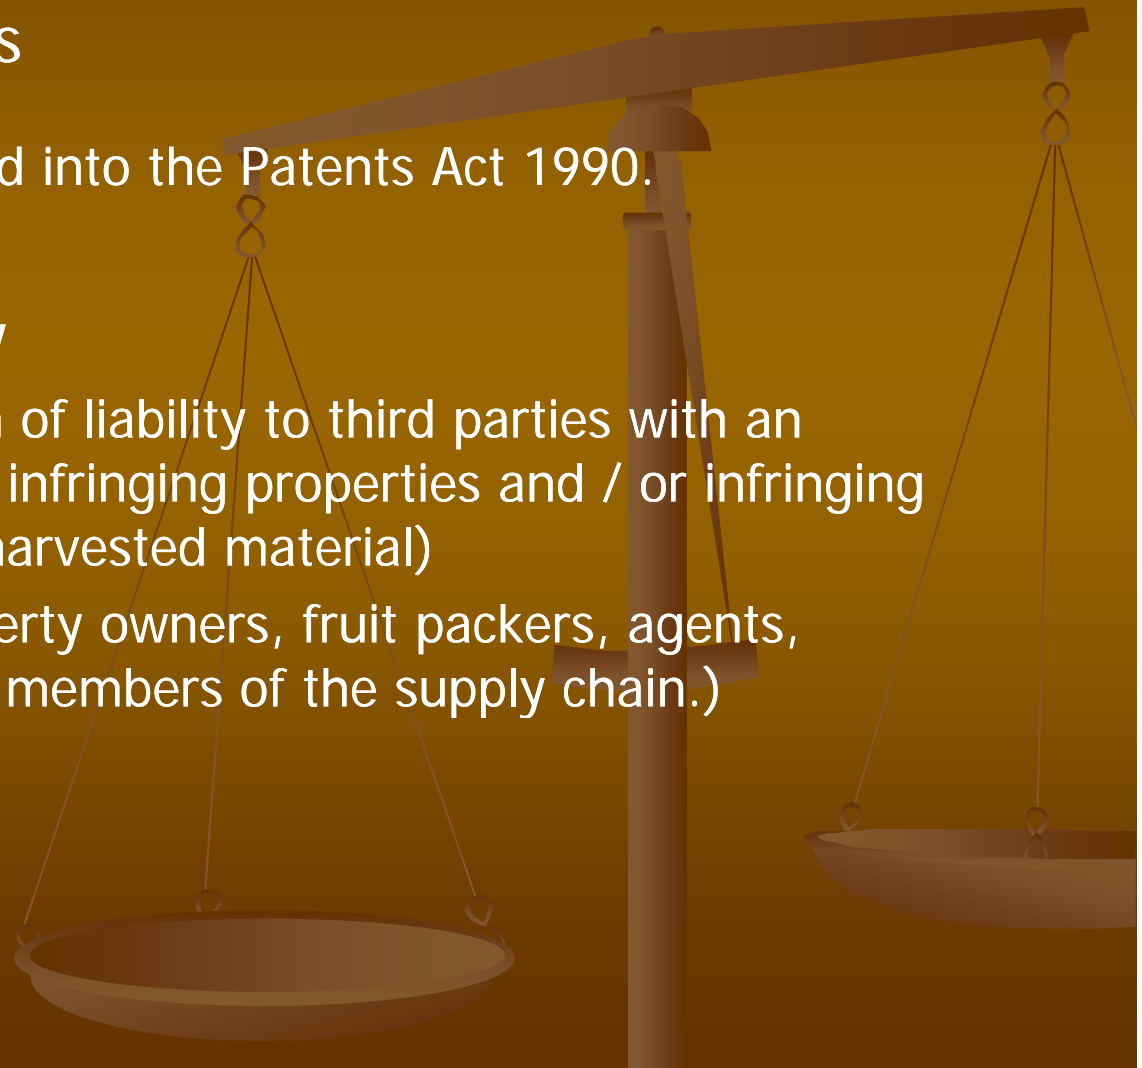 s
d into the Patents Act 1990.
y
of liability to third parties with an
infringing properties and / or infringing
harvested material)
erty owners, fruit packers, agents,
members of the supply chain.)